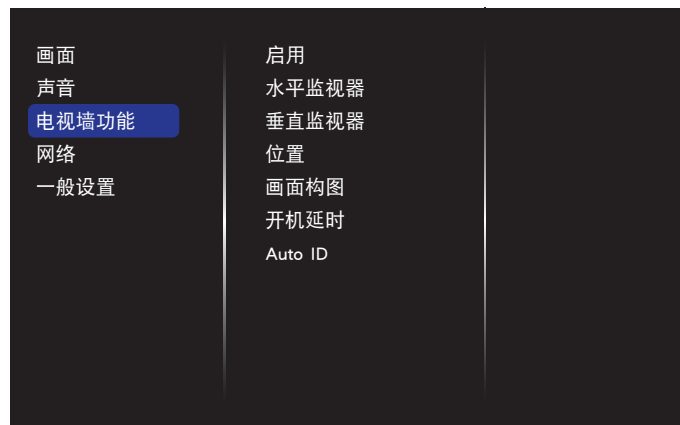 画面
声音
电视墙功能
网络
一般设置
启用
水平监视器
垂直监视器
位置
画面构图
开机延时
Auto ID